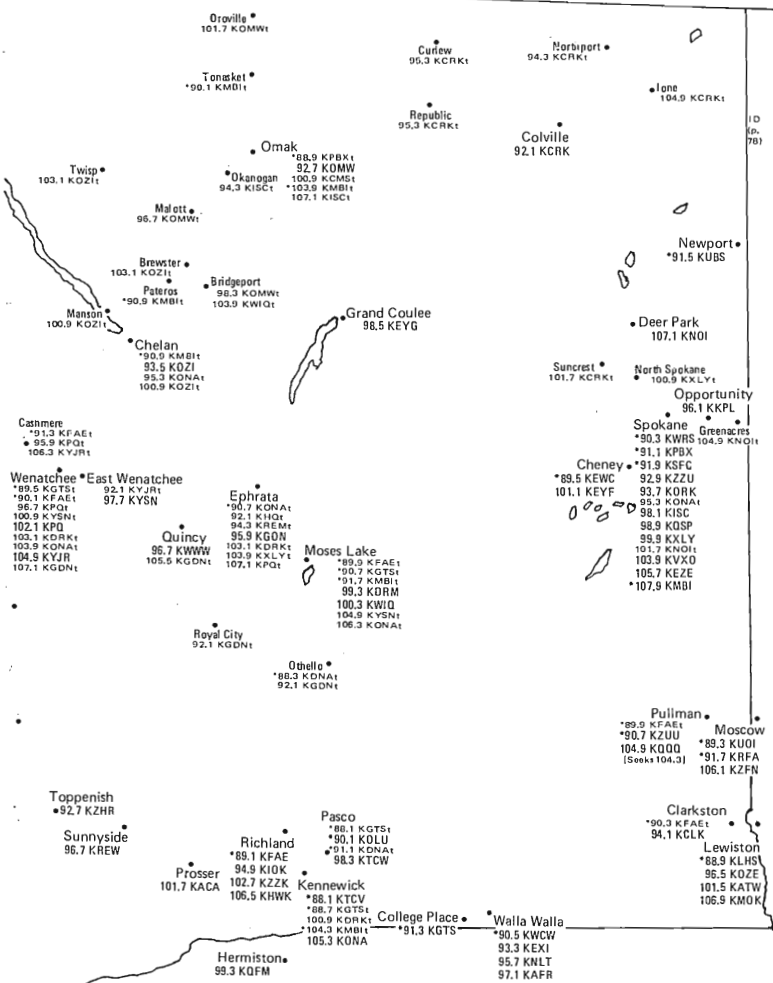 Oroville
101.7 KOMWt
Curlew
95.3 KCRKt
Northport
94.3 KCRKt
Tonasket
*90.1 KMBIt
Ione
104.9 KCRKt
Republic
95.3 KCRKt
Colville
92.1 KCRK
ID
(p.
78)
Omak
*88.9 KPBXt
92.7 KOMW
100.9 KCMSt
*103.9 KMBIt
107.1 KISCt
Twisp
103.1 KOZIt
Okanogan
94.3 KISCt
Malott
96.7 KOMWt
Newport
*91.5 KUBS
Brewster
103.1 KOZIt
Pateros
*90.9 KMBIt
Bridgeport
98.3 KOMWt
103.9 KWIQt
Manson
100.9 KOZIt
Grand Coulee
98.5 KEYG
Deer Park
107.1 KNOI
Chelan
*90.9 KMBIt
93.5 KOZI
95.3 KONAt
100.9 KOZIt
Suncrest
101.7 KCRKt
North Spokane
100.9 KXLYt
Opportunity
96.1 KKPL
Greenacres
104.9 KNOIt
Cashmere
*91.3 KFAEt
95.9 KPQt
106.3 KYJRt
Spokane
*90.3 KWRS
*91.1 KPBX
*91.9 KSFC
92.9 KZZU
93.7 KDRK
95.3 KONAt
98.1 KISC
98.9 KQSP
99.9 KXLY
101.7 KNOIt
103.9 KVXO
105.7 KEZE
*107.9 KMBI
Cheney
*89.5 KEWC
101.1 KEYF
Wenatchee
*89.5 KGTSt
*90.1 KFAEt
96.7 KPQt
100.9 KYSNt
102.1 KPQ
103.1 KDRKt
103.9 KONAt
104.9 KYJR
107.1 KGDNt
East Wenatchee
92.1 KYJRt
97.7 KYSN
Ephrata
*90.7 KONAt
92.1 KHQt
94.3 KREMt
95.9 KGON
103.1 KDRKt
103.9 KXLYt
107.1 KPQt
Quincy
96.7 KWWW
105.5 KGDNt
Moses Lake
*89.9 KFAEt
*90.7 KGTSt
*91.7 KMBIt
99.3 KDRM
100.3 KWIQ
104.9 KYSNt
106.3 KONAt
Royal City
92.1 KGDNt
Othello
*88.3 KDNAt
92.1 KGDNt
Pullman
*89.9 KFAEt
*90.7 KZUU
104.9 KQQQ
[Seeks 104.3]
Moscow
*89.3 KUOI
*91.7 KRFA
106.1 KZFN
Toppenish
92.7 KZHR
Sunnyside
96.7 KREW
Pasco
*88.1 KGTSt
*90.1 KOLU
*91.1 KDNAt
98.3 KTCW
Clarkston
*90.3 KFAEt
94.1 KCLK
Richland
*89.1 KFAE
94.9 KIOK
102.7 KZZK
106.5 KHWK
Lewiston
*88.9 KLHS
96.5 KOZE
101.5 KATW
106.9 KMOK
Prosser
101.7 KACA
Kennewick
*88.1 KTCV
*88.7 KGTSt
100.9 KDRKt
*104.3 KMBIt
105.3 KONA
College Place
*91.3 KGTS
Walla Walla
*90.5 KWCW
93.3 KEXI
95.7 KNLT
97.1 KAFR
Hermiston
99.3 KQFM